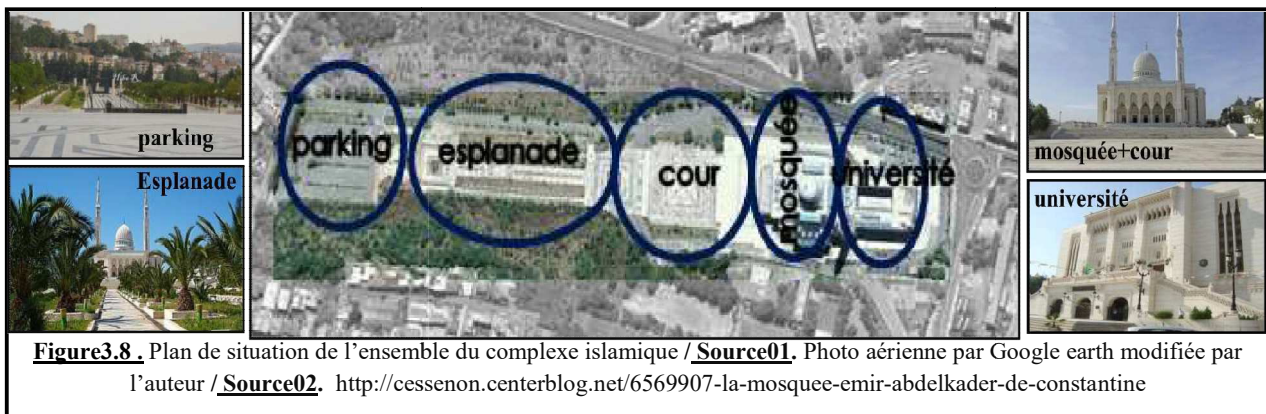 parking
Esplanade
parking
esplanade
cour
mosquée
université
mosquée+cour
université
Figure3.8 . Plan de situation de l’ensemble du complexe islamique / Source01. Photo aérienne par Google earth modifiée par
l’auteur / Source02. http://cessenon.centerblog.net/6569907-la-mosquee-emir-abdelkader-de-constantine